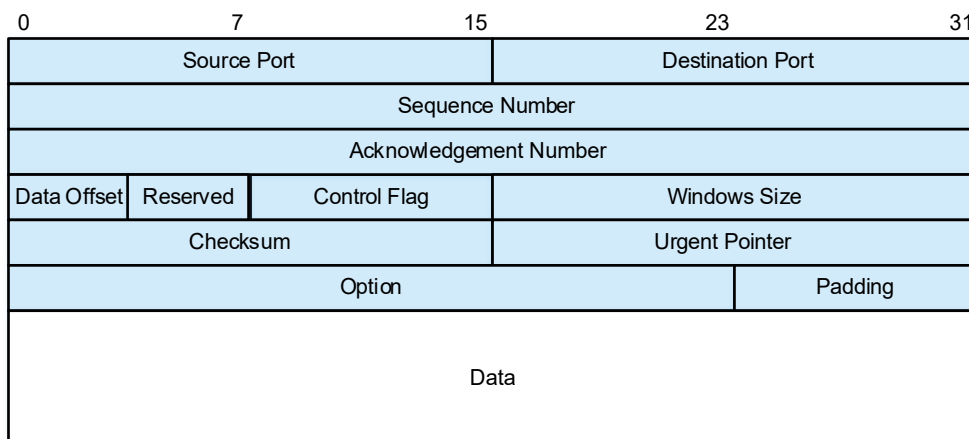 0 7 15 23 31
Source Port Destination Port
Sequence Number
Acknowledgement Number
Data Offset Reserved Control Flag Windows Size
Checksum Urgent Pointer
Option Padding
Data